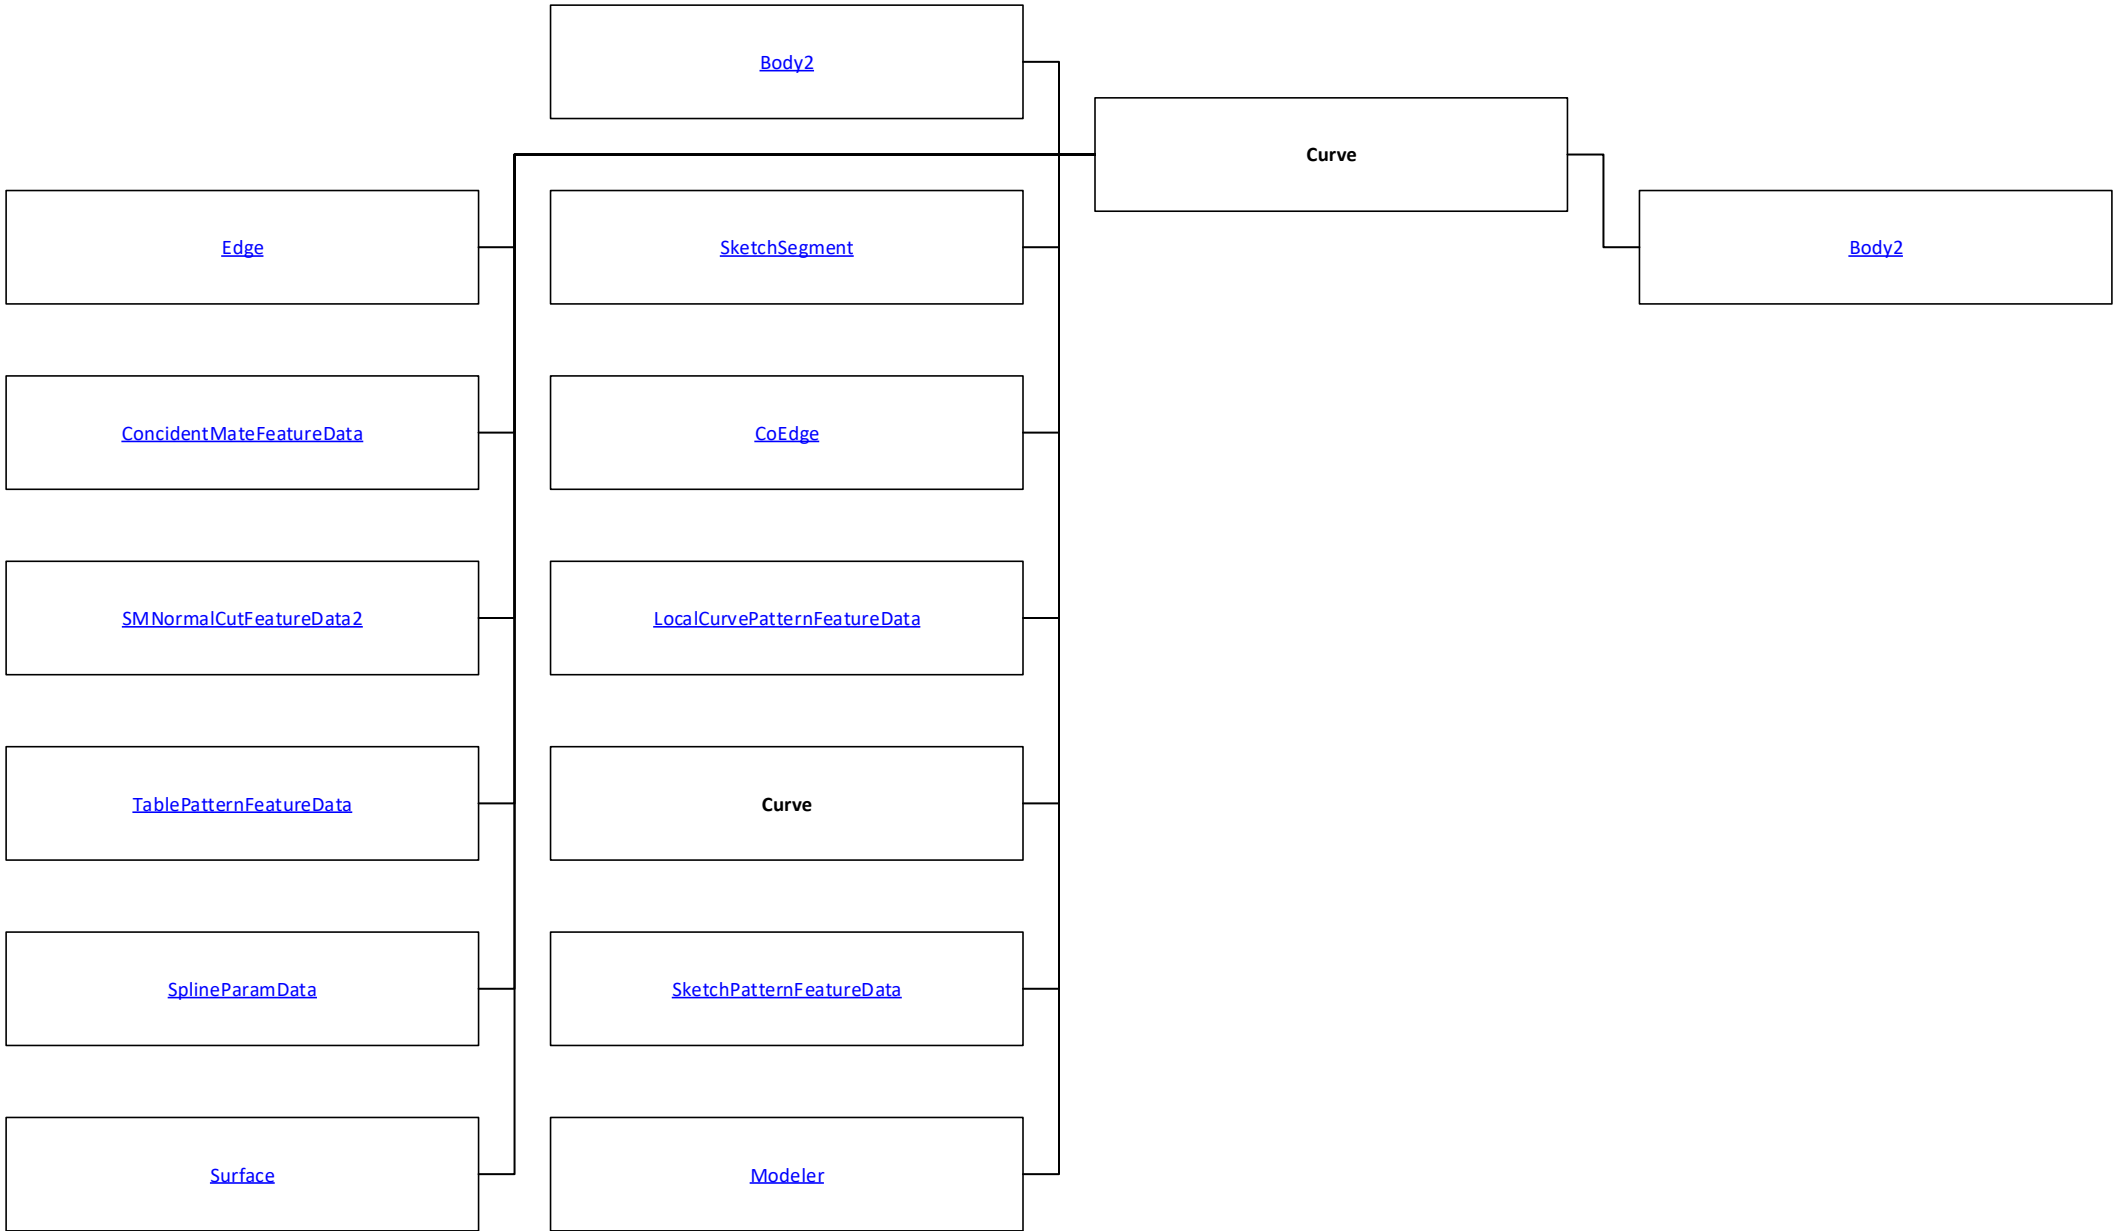 Body2
Curve
Edge
SketchSegment
Body2
ConcidentMateFeatureData
CoEdge
SMNormalCutFeatureData2
LocalCurvePatternFeatureData
TablePatternFeatureData
Curve
SplineParamData
SketchPatternFeatureData
Surface
Modeler